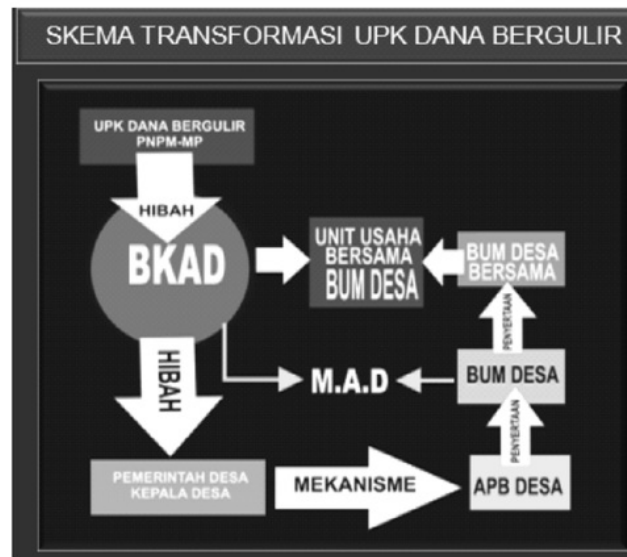 SKEMA TRANSFORMASI UPK DANA BERGULIR
UPK DANA BERGULIR
PNPM-MP
HIBAH
BKAD
UNIT USAHA
BERSAMA
BUM DESA
BUM DESA
BERSAMA
PENYERTAAN
HIBAH
M.A.D
BUM DESA
PENYERTAAN
PEMERINTAH DESA
KEPALA DESA
MEKANISME
APB DESA